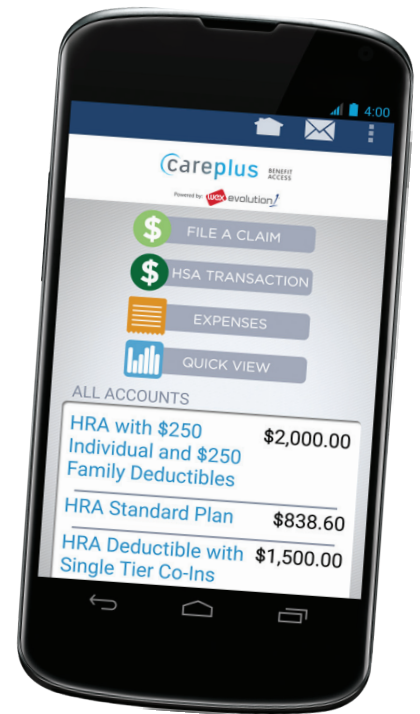 4:00
careplus BENEFIT
ACCESS
Powered by: wex evolution1
FILE A CLAIM
HSA TRANSACTION
EXPENSES
QUICK VIEW
ALL ACCOUNTS
HRA with $250 $2,000.00
Individual and $250
Family Deductibles
HRA Standard Plan $838.60
HRA Deductible with $1,500.00
Single Tier Co-Ins